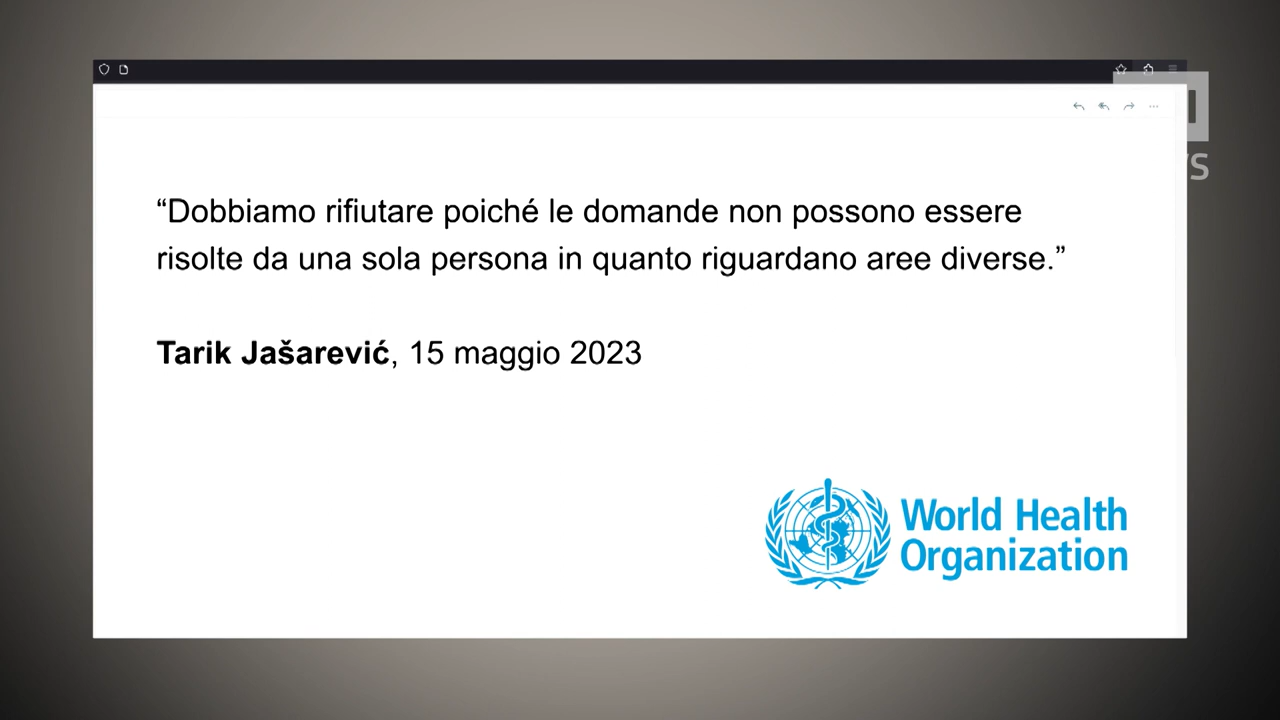 “Dobbiamo rifiutare poiché le domande non possono essere
risolte da una sola persona in quanto riguardano aree diverse.”
Tarik Jašarević, 15 maggio 2023
World Health
Organization